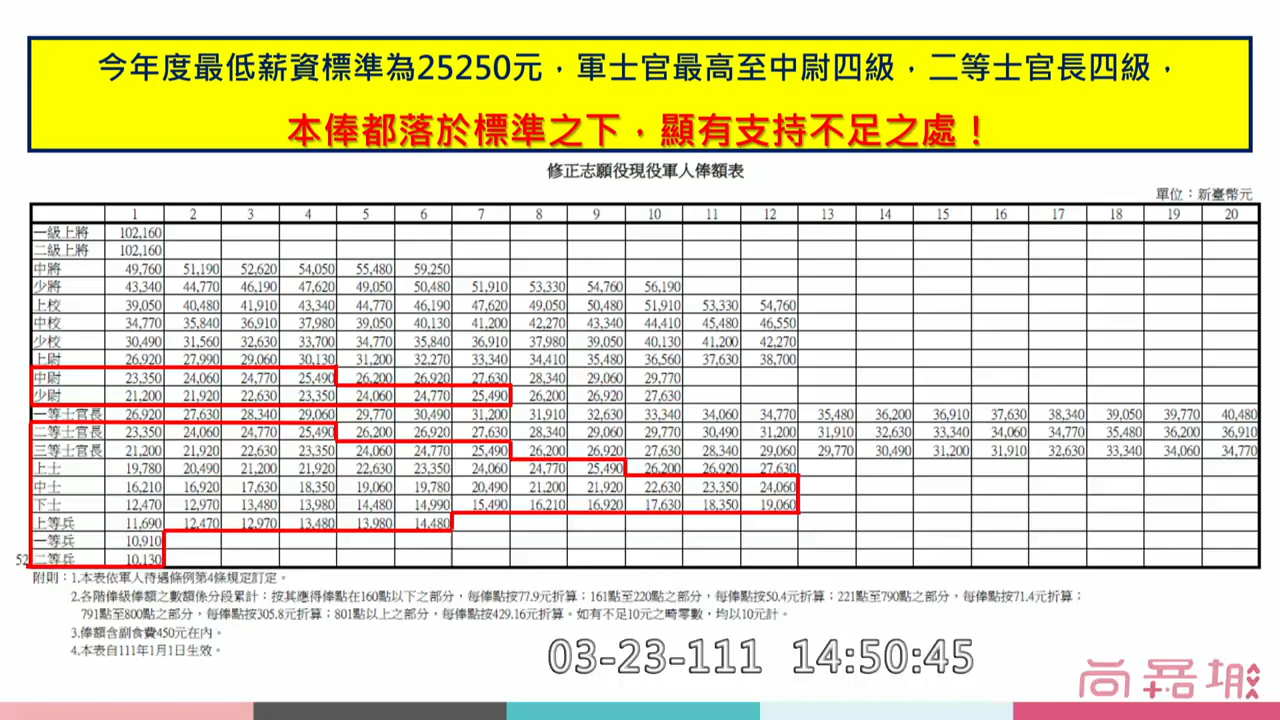 今年度最低薪資標準為25250元，軍士官最高至中尉四級，二等士官長四級，
本俸都落於標準之下，顯有支持不足之處！
修正志願役現役軍人俸額表
單位：新臺幣元
1 2 3 4 5 6 7 8 9 10 11 12 13 14 15 16 17 18 19 20
一級上將 102,160
二級上將 102,160
中將 49,760 51,190 52,620 54,050 55,480 59,250
少將 43,340 44,770 46,190 47,620 49,050 50,480 51,910 53,330 54,760 56,190
上校 39,050 40,480 41,910 43,340 44,770 46,190 47,620 49,050 50,480 51,910 53,330 54,760
中校 34,770 35,840 36,910 37,980 39,050 40,130 41,200 42,270 43,340 44,410 45,480 46,550
少校 30,490 31,560 32,630 33,700 34,770 35,840 36,910 37,980 39,050 40,130 41,200 42,270
上尉 26,920 27,990 29,060 30,130 31,200 32,270 33,340 34,410 35,480 36,560 37,630 38,700
中尉 23,350 24,060 24,770 25,490 26,200 26,920 27,630 28,340 29,060 29,770
少尉 21,200 21,920 22,630 23,350 24,060 24,770 25,490 26,200 26,920 27,630
一等士官長 26,920 27,630 28,340 29,060 29,770 30,490 31,200 31,910 32,630 33,340 34,060 34,770 35,480 36,200 36,910 37,630 38,340 39,050 39,770 40,480
二等士官長 23,350 24,060 24,770 25,490 26,200 26,920 27,630 28,340 29,060 29,770 30,490 31,200 31,910 32,630 33,340 34,060 34,770 35,480 36,200 36,910
三等士官長 21,200 21,920 22,630 23,350 24,060 24,770 25,490 26,200 26,920 27,630 28,340 29,060 29,770 30,490 31,200 31,910 32,630 33,340 34,060 34,770
上士 19,780 20,490 21,200 21,920 22,630 23,350 24,060 24,770 25,490 26,200 26,920 27,630
中士 16,210 16,920 17,630 18,350 19,060 19,780 20,490 21,200 21,920 22,630 23,350 24,060
下士 12,470 12,970 13,480 13,980 14,480 14,990 15,490 16,210 16,920 17,630 18,350 19,060
上等兵 11,690 12,470 12,970 13,480 13,980 14,480
一等兵 10,910
52 二等兵 10,130
附則：1.本表依軍人待遇條例第4條規定訂定。
2.各階俸級俸額之數額係分段累計：按其應得俸點在160點以下之部分，每俸點按77.9元折算；161點至220點之部分，每俸點按50.4元折算；221點至790點之部分，每俸點按71.4元折算；
791點至800點之部分，每俸點按305.8元折算；801點以上之部分，每俸點按429.16元折算。如有不足10元之畸零數，均以10元計。
3.俸額含副食費450元在內。
4.本表自111年1月1日生效。
03-23-111 14:50:45